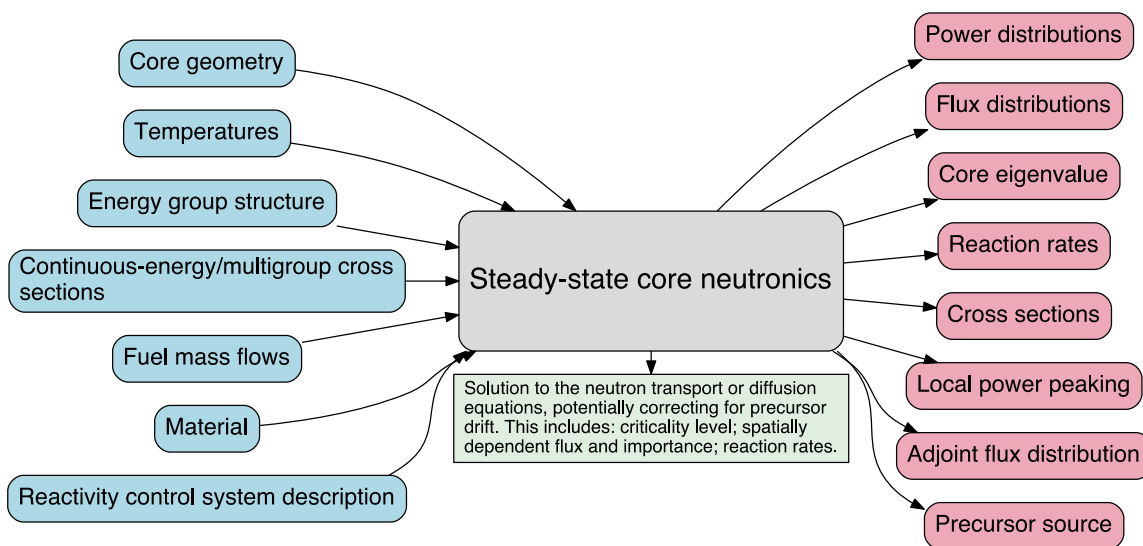 Core geometry
Temperatures
Energy group structure
Continuous-energy/multigroup cross
sections
Fuel mass flows
Material
Reactivity control system description
Steady-state core neutronics
Solution to the neutron transport or diffusion
equations, potentially correcting for precursor
drift. This includes: criticality level; spatially
dependent flux and importance; reaction rates.
Power distributions
Flux distributions
Core eigenvalue
Reaction rates
Cross sections
Local power peaking
Adjoint flux distribution
Precursor source